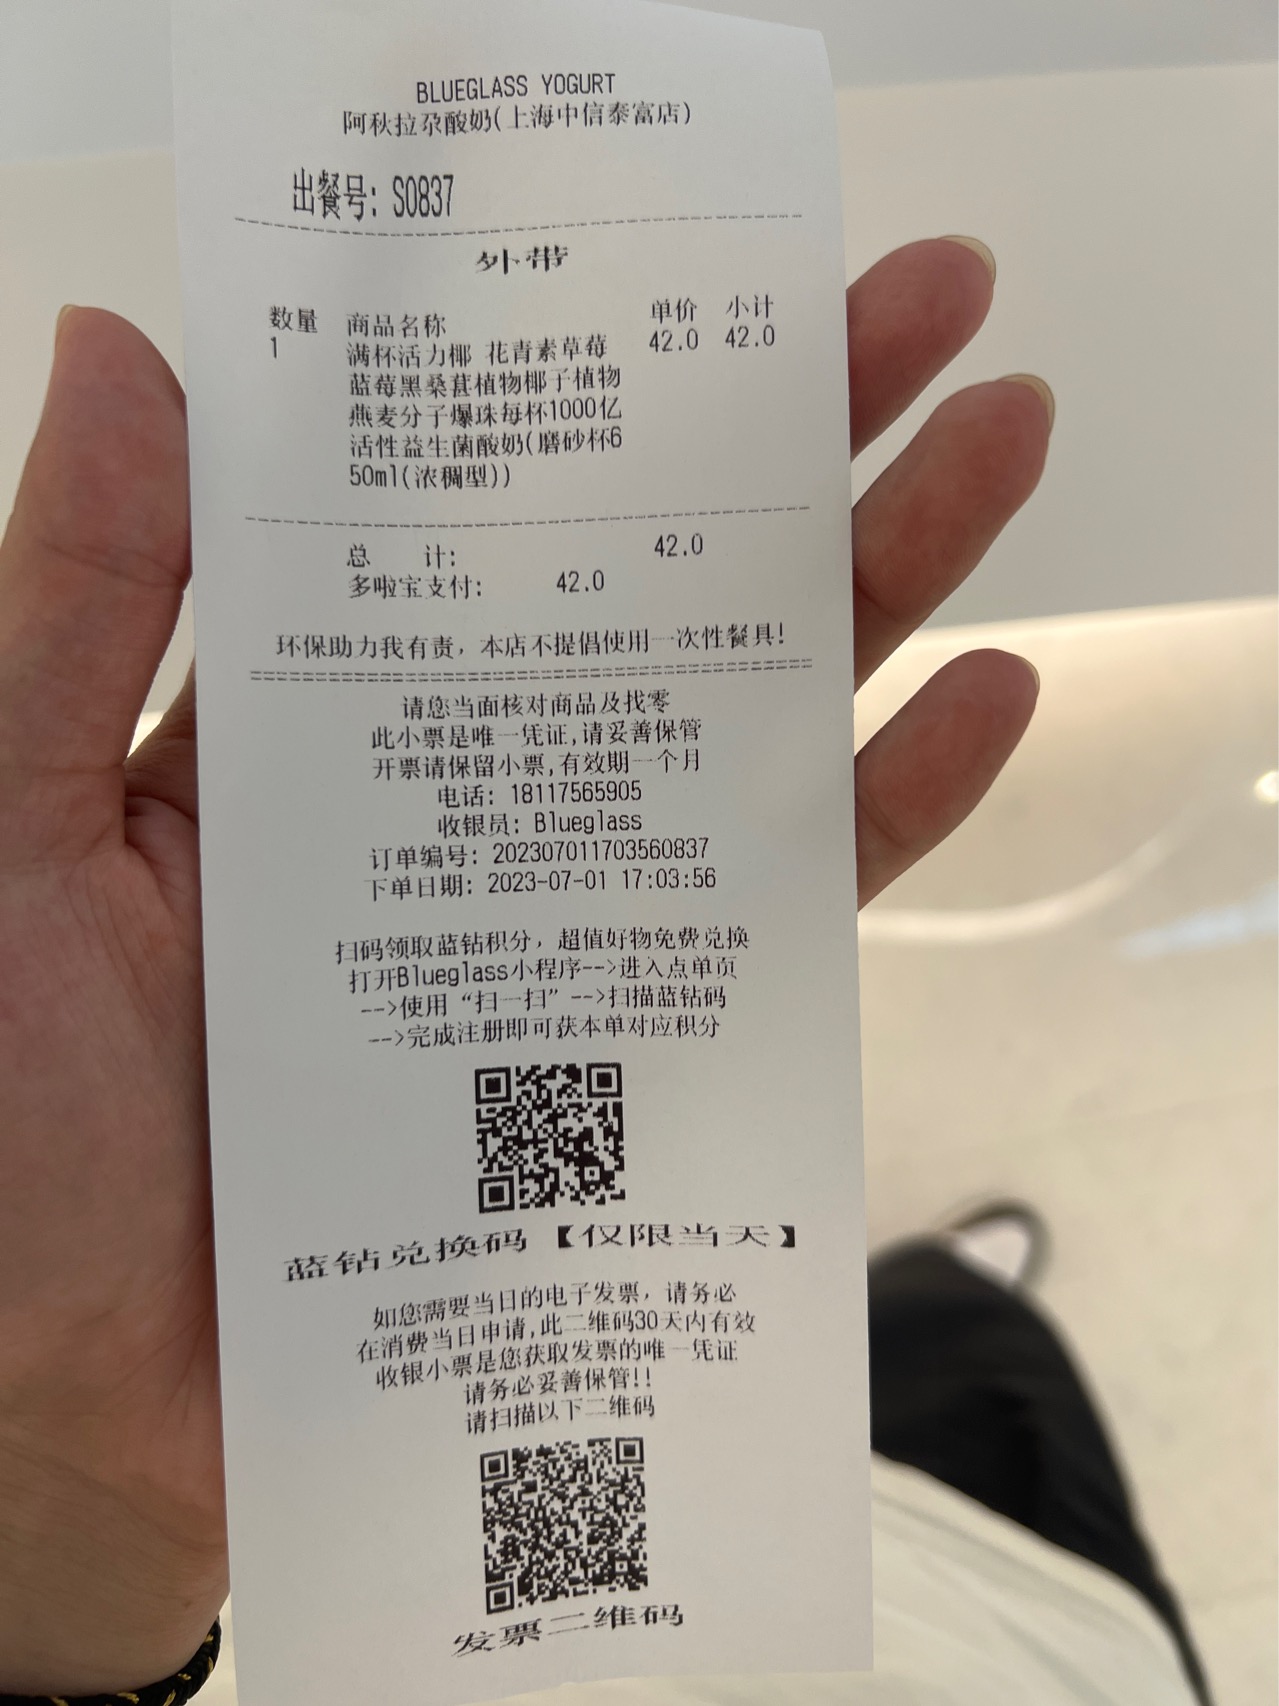 BLUEGLASS YOGURT
阿秋拉尕酸奶(上海中信泰富店)
出餐号: S0837
外带
数量 商品名称 单价 小计
1 满杯活力椰 花青素草莓 42.0 42.0
蓝莓黑桑葚植物椰子植物
燕麦分子爆珠每杯1000亿
活性益生菌酸奶(磨砂杯6
50ml(浓稠型))
总 计: 42.0
多啦宝支付: 42.0
环保助力我有责，本店不提倡使用一次性餐具!
请您当面核对商品及找零
此小票是唯一凭证,请妥善保管
开票请保留小票,有效期一个月
电话: 18117565905
收银员: Blueglass
订单编号: 202307011703560837
下单日期: 2023-07-01 17:03:56
扫码领取蓝钻积分，超值好物免费兑换
打开Blueglass小程序-->进入点单页
-->使用“扫一扫”-->扫描蓝钻码
-->完成注册即可获本单对应积分
蓝钻兑换码【仅限当天】
如您需要当日的电子发票，请务必
在消费当日申请,此二维码30天内有效
收银小票是您获取发票的唯一凭证
请务必妥善保管!!
请扫描以下二维码
发票二维码